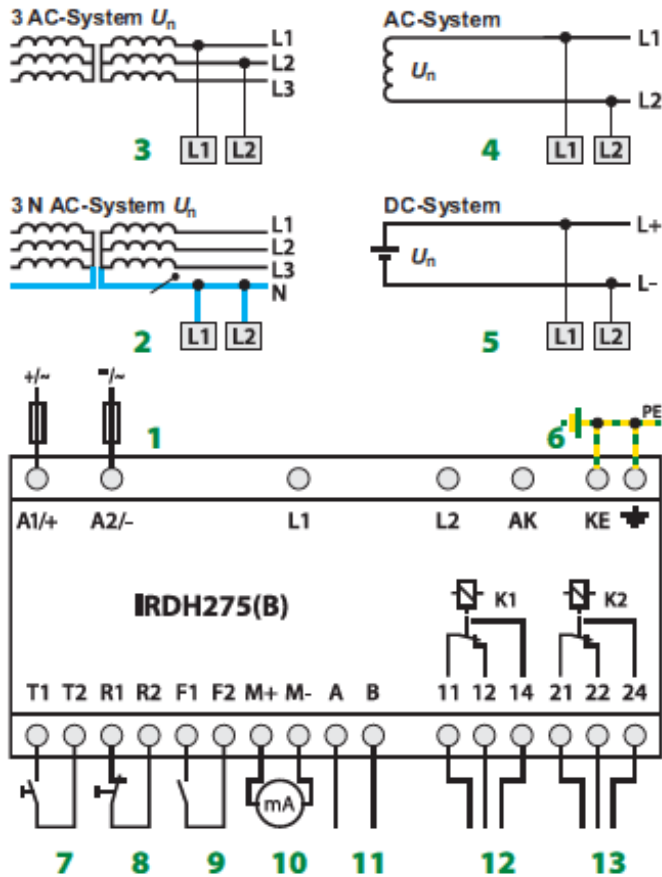 3 AC-System Un
L1
L2
L3
3
L1 L2
AC-System
L1
Un
L2
4
L1 L2
3 N AC-System Un
L1
L2
L3
N
2
L1 L2
DC-System
L+
Un
L-
5
L1 L2
+/~
-/~
1
6
PE
A1/+ A2/- L1 L2 AK KE
IRDH275(B)
K1
K2
T1 T2 R1 R2 F1 F2 M+ M- A B 11 12 14 21 22 24
mA
7 8 9 10 11 12 13